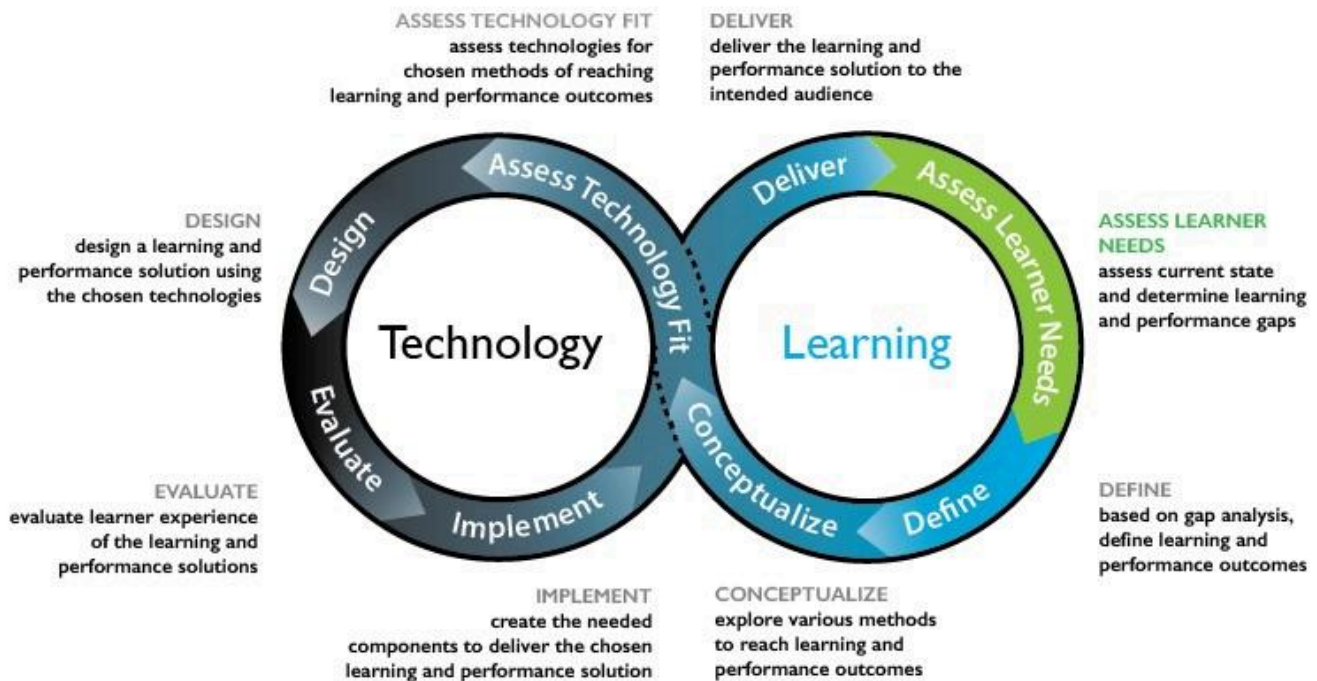 ASSESS TECHNOLOGY FIT
assess technologies for
chosen methods of reaching
learning and performance outcomes
DELIVER
deliver the learning and
performance solution to the
intended audience
DESIGN
design a learning and
performance solution using
the chosen technologies
Assess Technology Fit
Design
Evaluate
Implement
Technology
Deliver
Assess Learner Needs
Define
Conceptualize
Learning
ASSESS LEARNER
NEEDS
assess current state
and determine learning
and performance gaps
EVALUATE
evaluate learner experience
of the learning and
performance solutions
IMPLEMENT
create the needed
components to deliver the chosen
learning and performance solution
CONCEPTUALIZE
explore various methods
to reach learning and
performance outcomes
DEFINE
based on gap analysis,
define learning and
performance outcomes